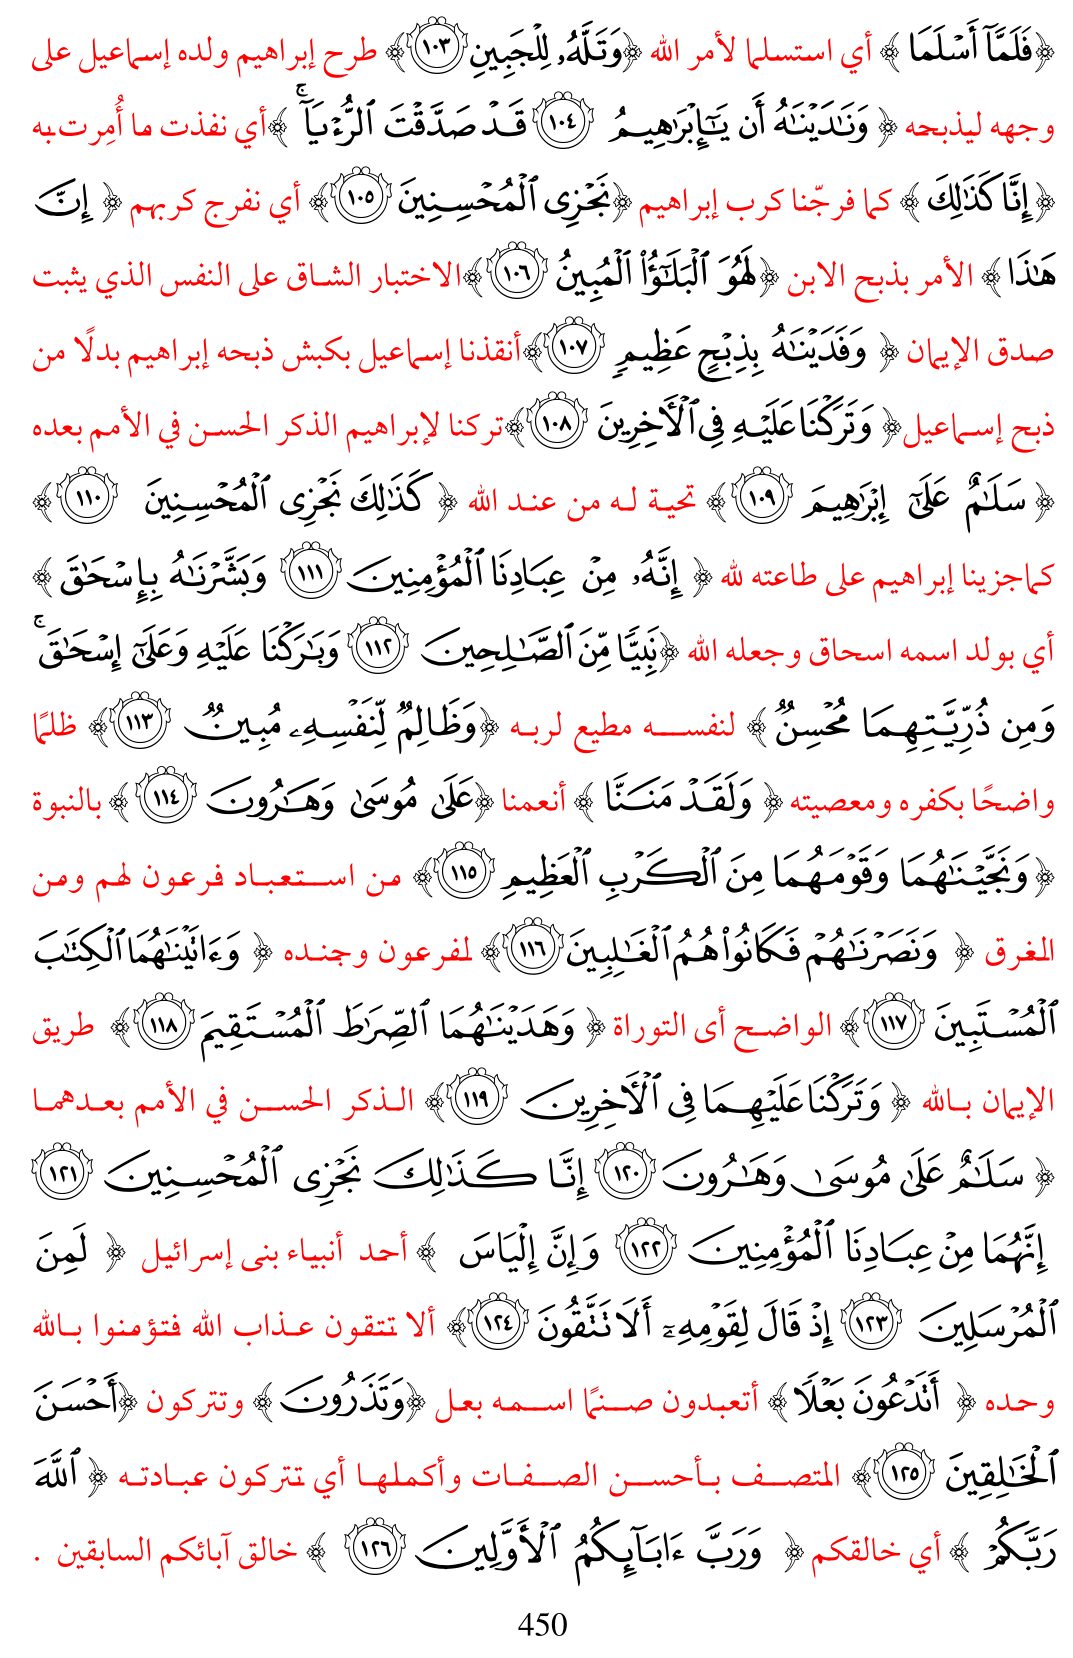 ﴿فَلَمَّآ أَسْلَمَا ﴾ أي استسلما لأمر الله ﴿وَتَلَّهُۥ لِلْجَبِينِ ١٠٣﴾ طرح إبراهيم ولده إسماعيل على
وجهه ليذبحه ﴿ وَنَٰدَيْنَٰهُ أَن يَٰٓإِبْرَٰهِيمُ ١٠٤ قَدْ صَدَّقْتَ ٱلرُّءْيَآۚ ﴾أي نفذت ما أُمِرت به
﴿ إِنَّا كَذَٰلِكَ ﴾ كما فرجّنا كرب إبراهيم ﴿نَجْزِى ٱلْمُحْسِنِينَ ١٠٥﴾ أي نفرج كربهم ﴿ إِنَّ
هَٰذَا ﴾ الأمر بذبح الابن ﴿لَهُوَ ٱلْبَلَٰٓؤُا۟ ٱلْمُبِينُ ١٠٦﴾الاختبار الشاق على النفس الذي يثبت
صدق الإيمان ﴿ وَفَدَيْنَٰهُ بِذِبْحٍ عَظِيمٍ ١٠٧﴾أنقذنا إسماعيل بكبش ذبحه إبراهيم بدلًا من
ذبح إسماعيل﴿ وَتَرَكْنَا عَلَيْهِ فِى ٱلْأَخِرِينَ ١٠٨﴾تركنا لإبراهيم الذكر الحسن في الأمم بعده
﴿ سَلَٰمٌ عَلَىٰٓ إِبْرَٰهِيمَ ١٠٩﴾ تحية له من عند الله ﴿ كَذَٰلِكَ نَجْزِى ٱلْمُحْسِنِينَ ١١٠ ﴾
كما جزينا إبراهيم على طاعته لله ﴿ إِنَّهُۥ مِنْ عِبَادِنَا ٱلْمُؤْمِنِينَ ١١١ وَبَشَّرْنَٰهُ بِإِسْحَٰقَ ﴾
أي بولد اسمه اسحاق وجعله الله ﴿نَبِيًّا مِّنَ ٱلصَّٰلِحِينَ ١١٢ وَبَٰرَكْنَا عَلَيْهِ وَعَلَىٰٓ إِسْحَٰقَۚ
وَمِن ذُرِّيَّتِهِمَا مُحْسِنٌ ﴾ لنفسه مطيع لربه ﴿وَظَالِمٌ لِّنَفْسِهِۦ مُبِينٌ ١١٣﴾ ظلمًا
واضحًا بكفره ومعصيته ﴿ وَلَقَدْ مَنَنَّا ﴾ أنعمنا ﴿عَلَىٰ مُوسَىٰ وَهَٰرُونَ ١١٤ ﴾ بالنبوة
﴿ وَنَجَّيْنَٰهُمَا وَقَوْمَهُمَا مِنَ ٱلْكَرْبِ ٱلْعَظِيمِ ١١٥﴾ من استعباد فرعون لهم ومن
الغرق ﴿ وَنَصَرْنَٰهُمْ فَكَانُوا۟ هُمُ ٱلْغَٰلِبِينَ ١١٦﴾ لفرعون وجنده ﴿ وَءَاتَيْنَٰهُمَا ٱلْكِتَٰبَ
ٱلْمُسْتَبِينَ ١١٧﴾ الواضح أى التوراة ﴿ وَهَدَيْنَٰهُمَا ٱلصِّرَٰطَ ٱلْمُسْتَقِيمَ ١١٨﴾ طريق
الإيمان بالله ﴿ وَتَرَكْنَا عَلَيْهِمَا فِى ٱلْأَخِرِينَ ١١٩﴾ الذكر الحسن في الأمم بعدهما
﴿ سَلَٰمٌ عَلَىٰ مُوسَىٰ وَهَٰرُونَ ١٢٠ إِنَّا كَذَٰلِكَ نَجْزِى ٱلْمُحْسِنِينَ ١٢١
إِنَّهُمَا مِنْ عِبَادِنَا ٱلْمُؤْمِنِينَ ١٢٢ وَإِنَّ إِلْيَاسَ ﴾ أحد أنبياء بنى إسرائيل ﴿ لَمِنَ
ٱلْمُرْسَلِينَ ١٢٣ إِذْ قَالَ لِقَوْمِهِۦٓ أَلَا تَتَّقُونَ ١٢٤﴾ ألا تتقون عذاب الله فتؤمنوا بالله
وحده ﴿ أَتَدْعُونَ بَعْلًا ﴾ أتعبدون صنمًا اسمه بعل ﴿وَتَذَرُونَ ﴾ وتتركون ﴿أَحْسَنَ
ٱلْخَٰلِقِينَ ١٢٥﴾ المتصف بأحسن الصفات وأكملها أي تتركون عبادته ﴿ ٱللَّهَ
رَبَّكُمْ ﴾ أي خالقكم ﴿ وَرَبَّ ءَابَآئِكُمُ ٱلْأَوَّلِينَ ١٢٦ ﴾ خالق آبائكم السابقين .
450